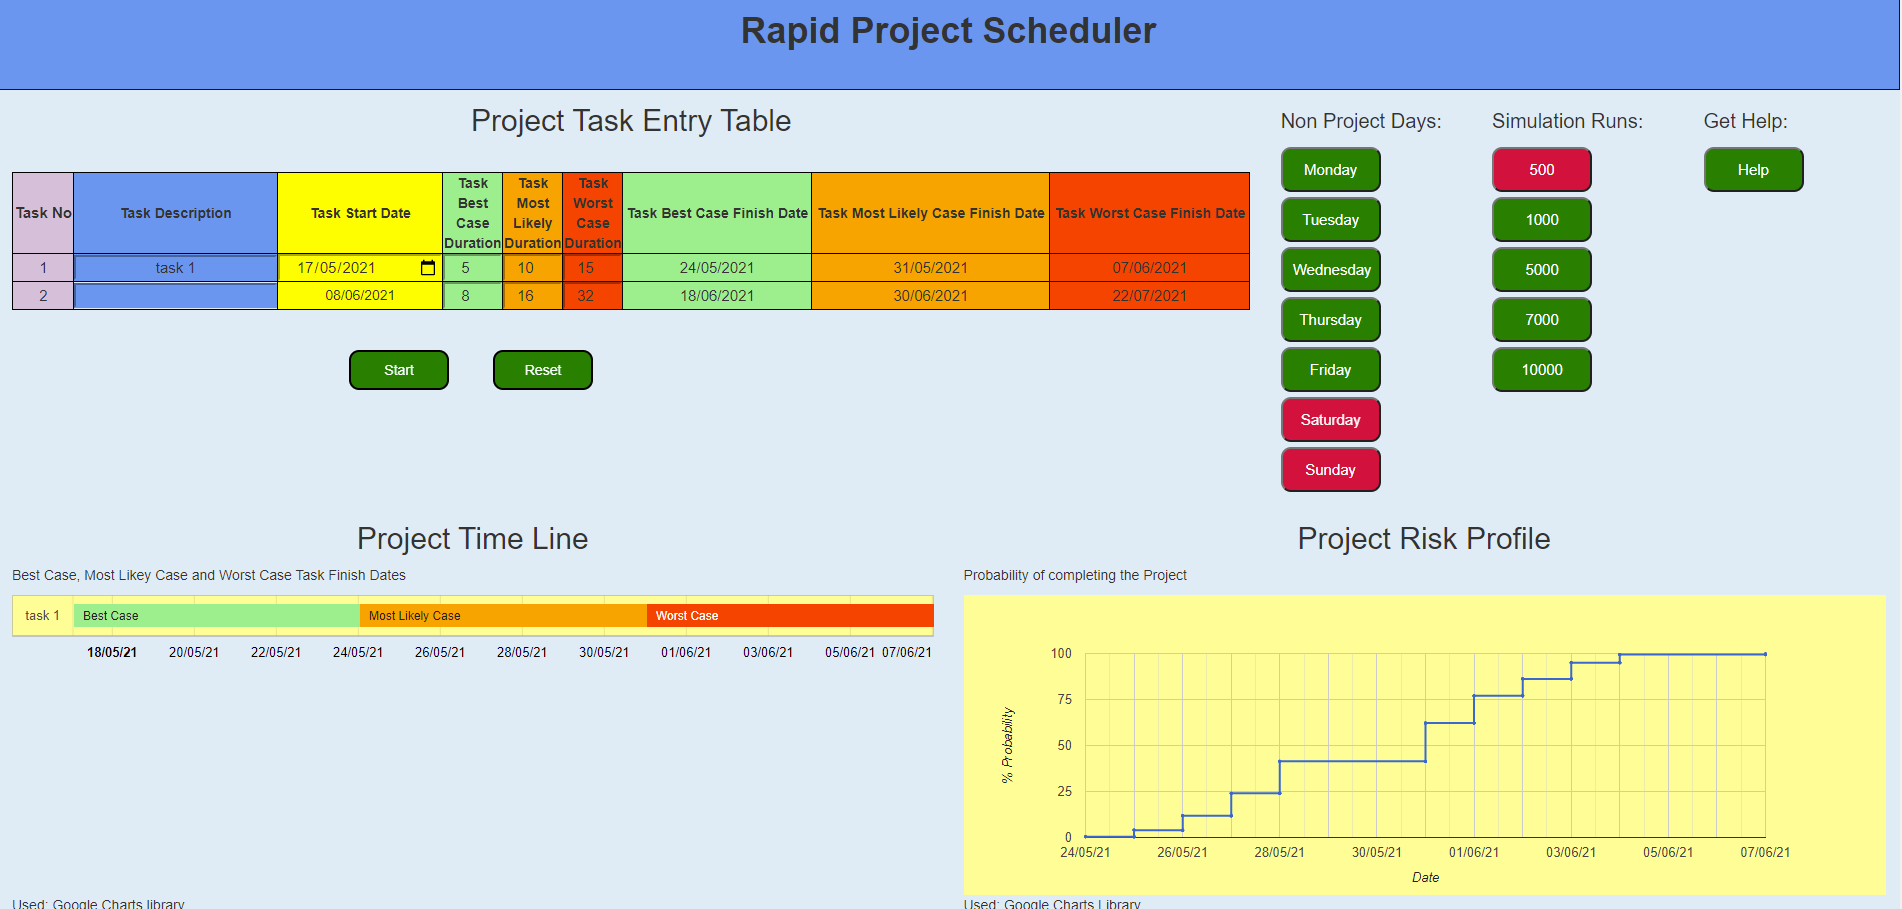 Rapid Project Scheduler
Project Task Entry Table
Task No
Task Description
Task Start Date
Task
Best
Case
Duration
Task
Most
Likely
Duration
Task
Worst
Case
Duration
Task Best Case Finish Date
Task Most Likely Case Finish Date
Task Worst Case Finish Date
1 task 1 17/05/2021 5 10 15 24/05/2021 31/05/2021 07/06/2021
2 08/06/2021 8 16 32 18/06/2021 30/06/2021 22/07/2021
Start Reset
Non Project Days:
Monday
Tuesday
Wednesday
Thursday
Friday
Saturday
Sunday
Simulation Runs:
500
1000
5000
7000
10000
Get Help:
Help
Project Time Line
Best Case, Most Likey Case and Worst Case Task Finish Dates
task 1 Best Case Most Likely Case Worst Case
18/05/21 20/05/21 22/05/21 24/05/21 26/05/21 28/05/21 30/05/21 01/06/21 03/06/21 05/06/21 07/06/21
Used: Google Charts library
Project Risk Profile
Probability of completing the Project
% Probability
100
75
50
25
0
24/05/21 26/05/21 28/05/21 30/05/21 01/06/21 03/06/21 05/06/21 07/06/21
Date
Used: Google Charts Library